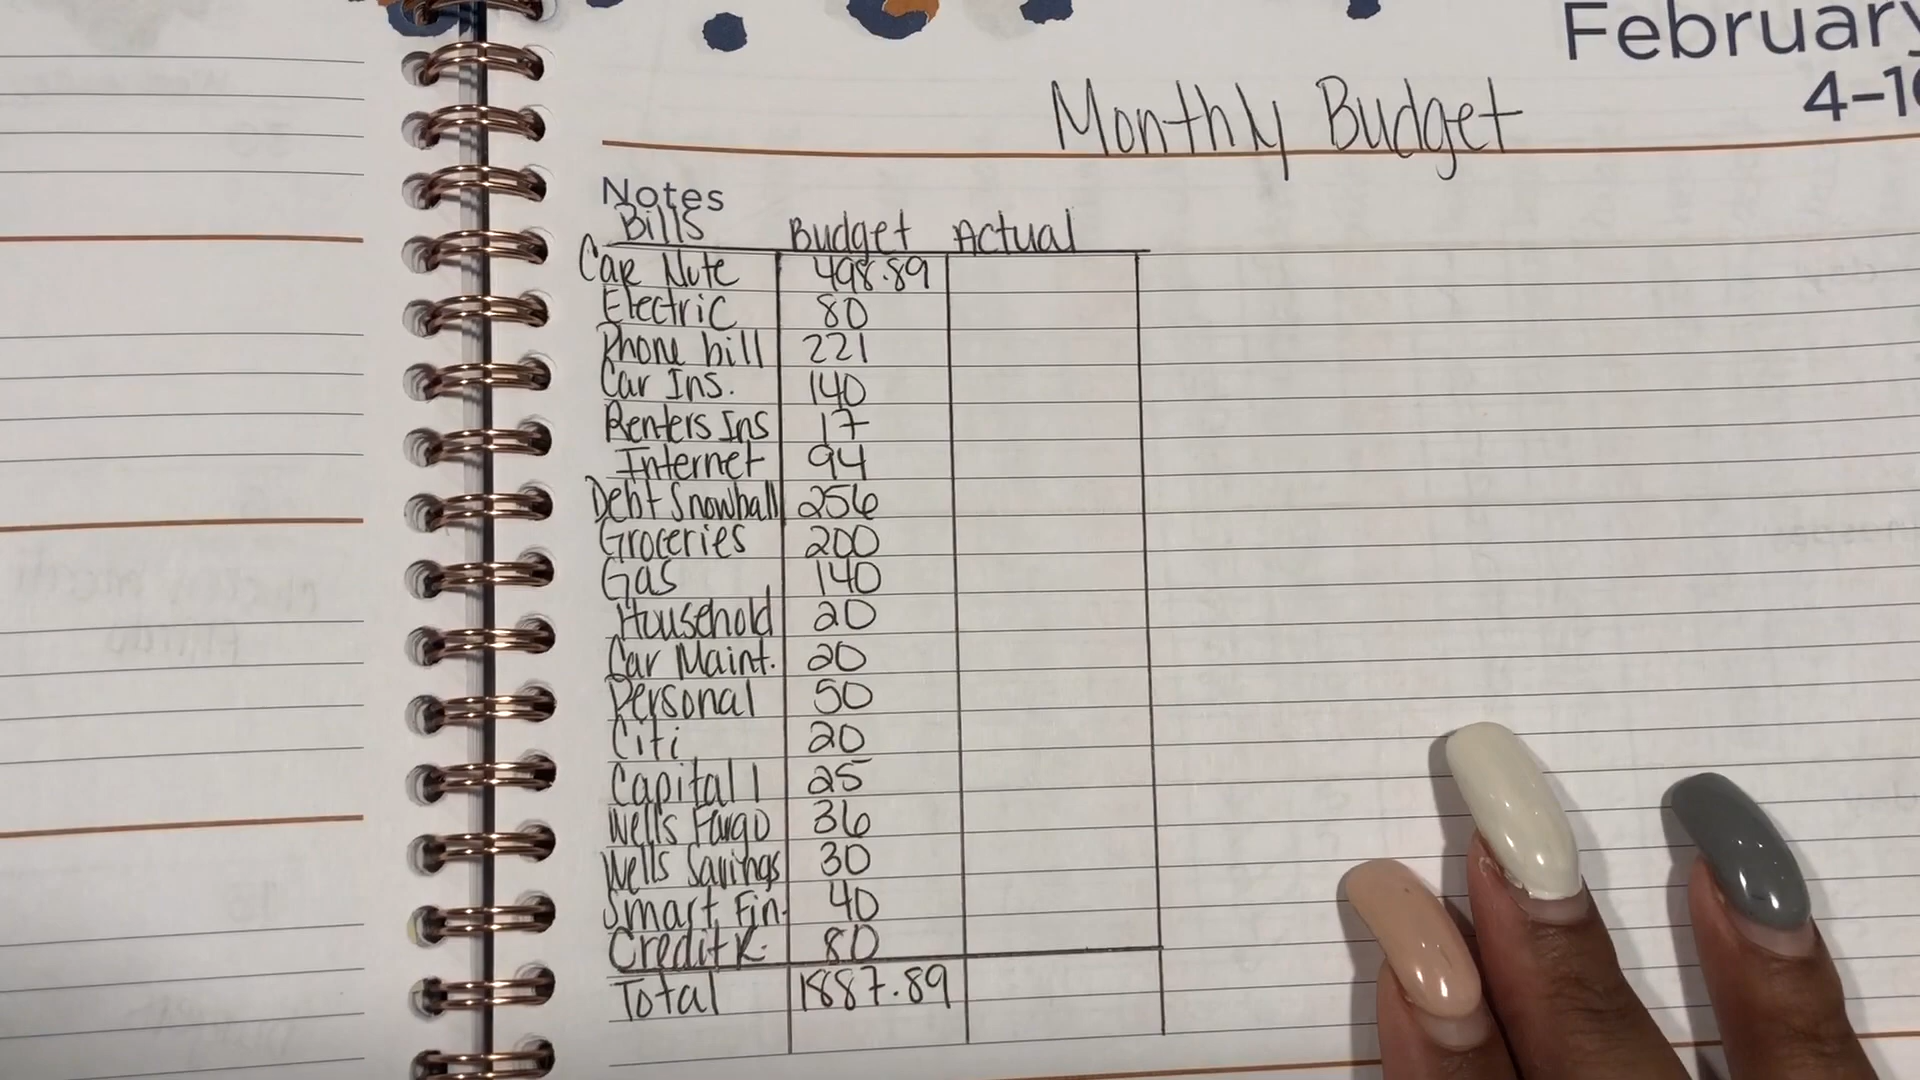 February
4-10
Monthly Budget
Notes
Bills Budget Actual
Car Note 498.89
Electric 80
Phone bill 221
Car Ins. 140
Renters Ins 17
Internet 94
Debt Snowball 256
Groceries 200
Gas 140
Household 20
Car Maint. 20
Personal 50
Citi 20
Capital 1 25
Wells Fargo 36
Wells Savings 30
Smart Fin. 40
Credit K. 80
Total 1887.89